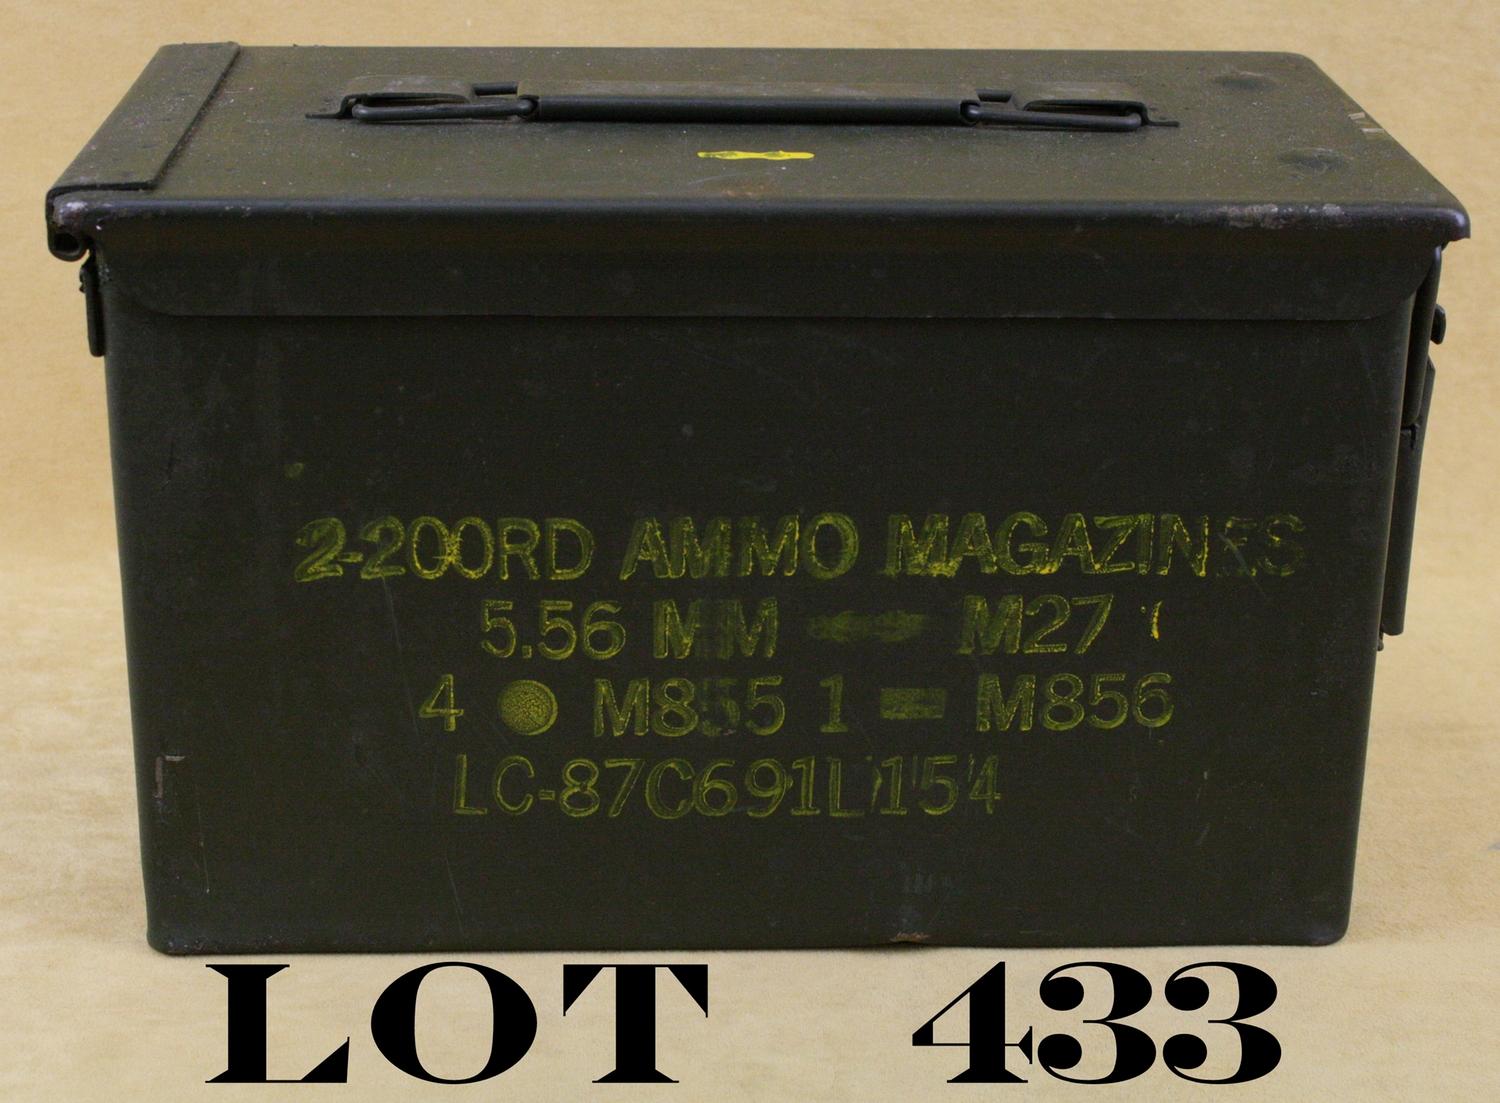 2-200RD AMMO MAGAZINES
5.56 MM M27
4 M855 1 M856
LC-87C691L154
LOT 433